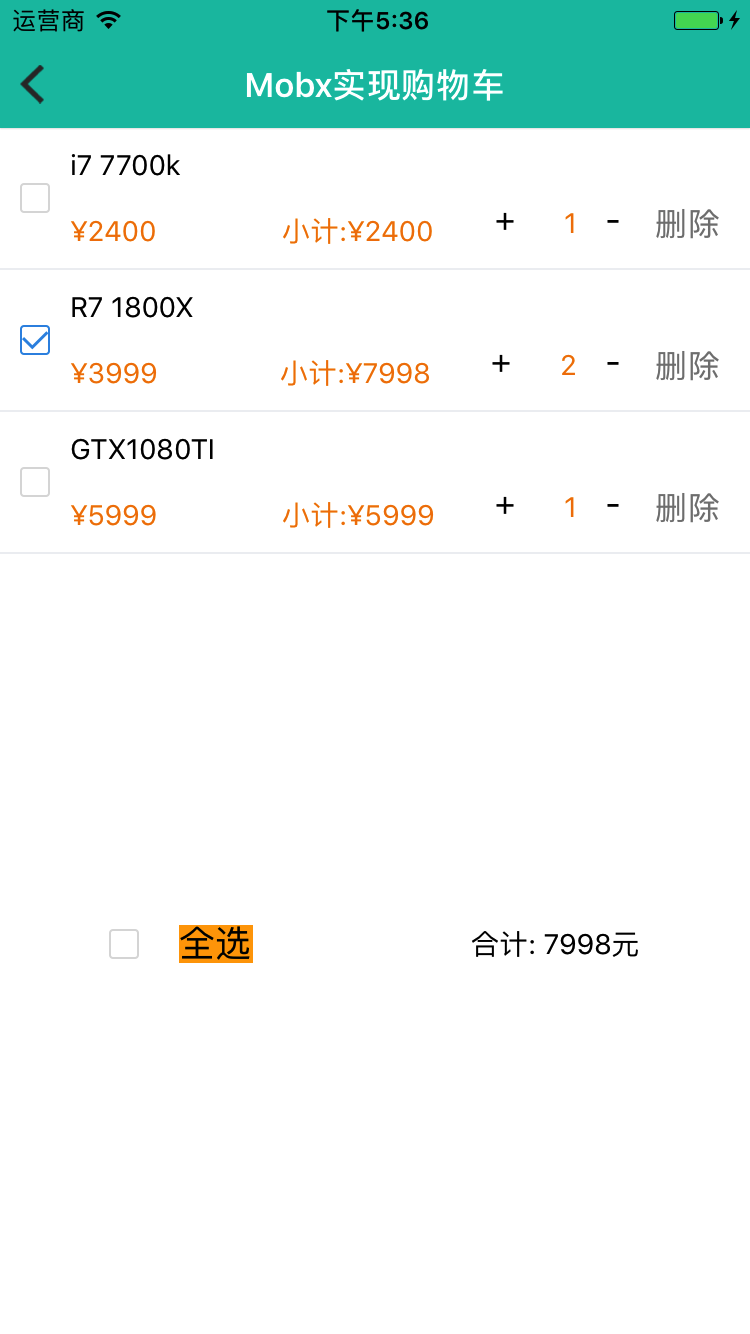 运营商 下午5:36
Mobx实现购物车
i7 7700k
¥2400 小计:¥2400 + 1 - 删除
R7 1800X
¥3999 小计:¥7998 + 2 - 删除
GTX1080TI
¥5999 小计:¥5999 + 1 - 删除
全选 合计: 7998元